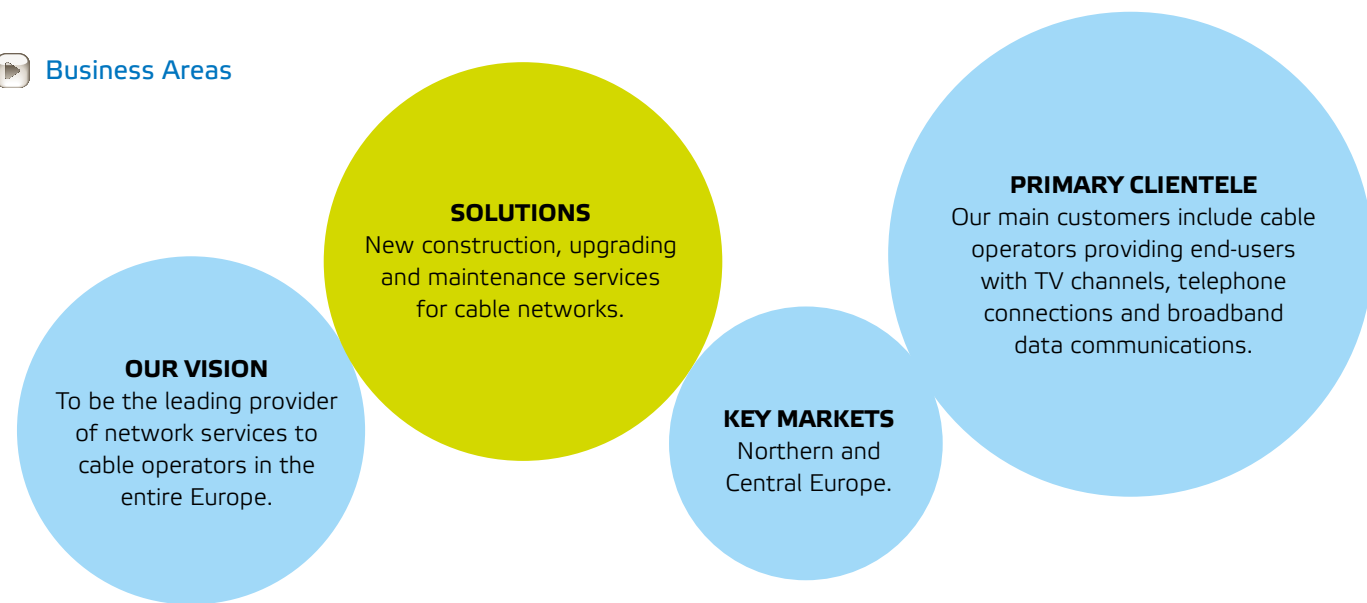 Business Areas
OUR VISION
To be the leading provider
of network services to
cable operators in the
entire Europe.
SOLUTIONS
New construction, upgrading
and maintenance services
for cable networks.
KEY MARKETS
Northern and
Central Europe.
PRIMARY CLIENTELE
Our main customers include cable
operators providing end-users
with TV channels, telephone
connections and broadband
data communications.